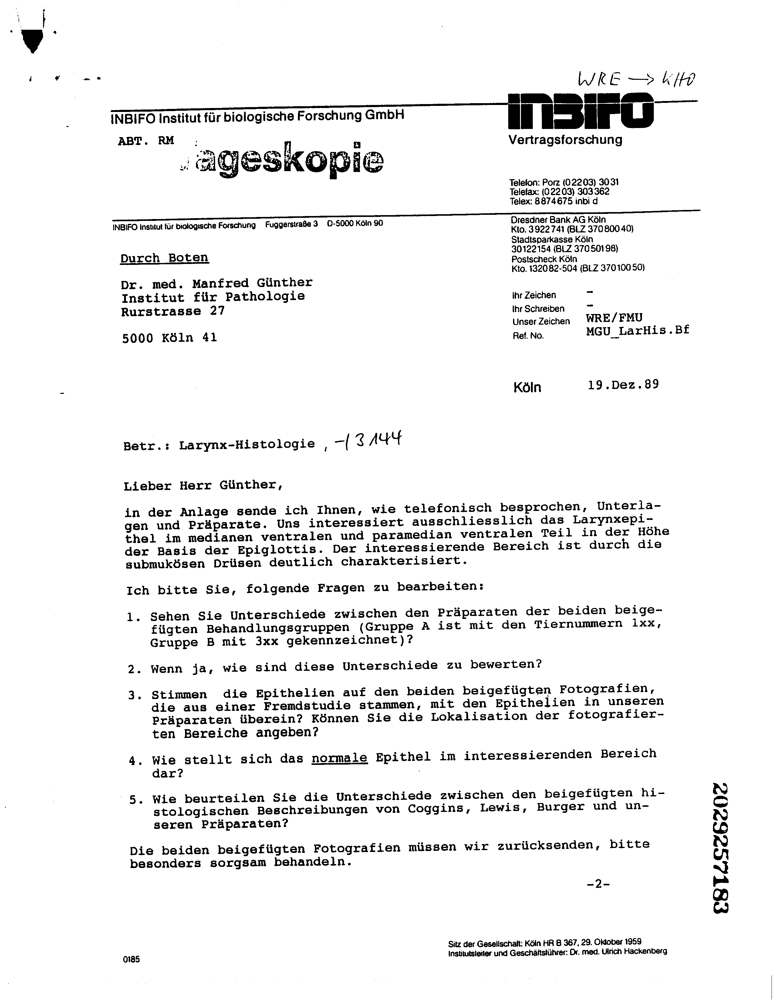 WRE → KHO
INBIFO Institut für biologische Forschung GmbH
INBIFO
ABT. RM
Vertragsforschung
ageskopie
Telefon: Porz (02203) 3031
Telefax: (02203) 303362
Telex: 8874675 inbi d
INBIFO Institut für biologische Forschung Fuggerstraße 3 D-5000 Köln 90
Dresdner Bank AG Köln
Kto. 3922741 (BLZ 37080040)
Stadtsparkasse Köln
30122154 (BLZ 37050198)
Postscheck Köln
Kto. 132082-504 (BLZ 37010050)
Durch Boten
Dr. med. Manfred Günther
Institut für Pathologie
Rurstrasse 27
5000 Köln 41
Ihr Zeichen –
Ihr Schreiben –
Unser Zeichen WRE/FMU
Ref. No. MGU_LarHis.Bf
Köln 19.Dez.89
Betr.: Larynx-Histologie , 3144
Lieber Herr Günther,
in der Anlage sende ich Ihnen, wie telefonisch besprochen, Unterla-
gen und Präparate. Uns interessiert ausschliesslich das Larynxepi-
thel im medianen ventralen und paramedian ventralen Teil in der Höhe
der Basis der Epiglottis. Der interessierende Bereich ist durch die
submukösen Drüsen deutlich charakterisiert.
Ich bitte Sie, folgende Fragen zu bearbeiten:
1. Sehen Sie Unterschiede zwischen den Präparaten der beiden beige-
fügten Behandlungsgruppen (Gruppe A ist mit den Tiernummern 1xx,
Gruppe B mit 3xx gekennzeichnet)?
2. Wenn ja, wie sind diese Unterschiede zu bewerten?
3. Stimmen die Epithelien auf den beiden beigefügten Fotografien,
die aus einer Fremdstudie stammen, mit den Epithelien in unseren
Präparaten überein? Können Sie die Lokalisation der fotografier-
ten Bereiche angeben?
4. Wie stellt sich das normale Epithel im interessierenden Bereich
dar?
5. Wie beurteilen Sie die Unterschiede zwischen den beigefügten hi-
stologischen Beschreibungen von Coggins, Lewis, Burger und un-
seren Präparaten?
Die beiden beigefügten Fotografien müssen wir zurücksenden, bitte
besonders sorgsam behandeln.
-2-
2029257183
Sitz der Gesellschaft: Köln HR B 367, 29. Oktober 1959
Institutsleiter und Geschäftsführer: Dr. med. Ulrich Hackenberg
0185